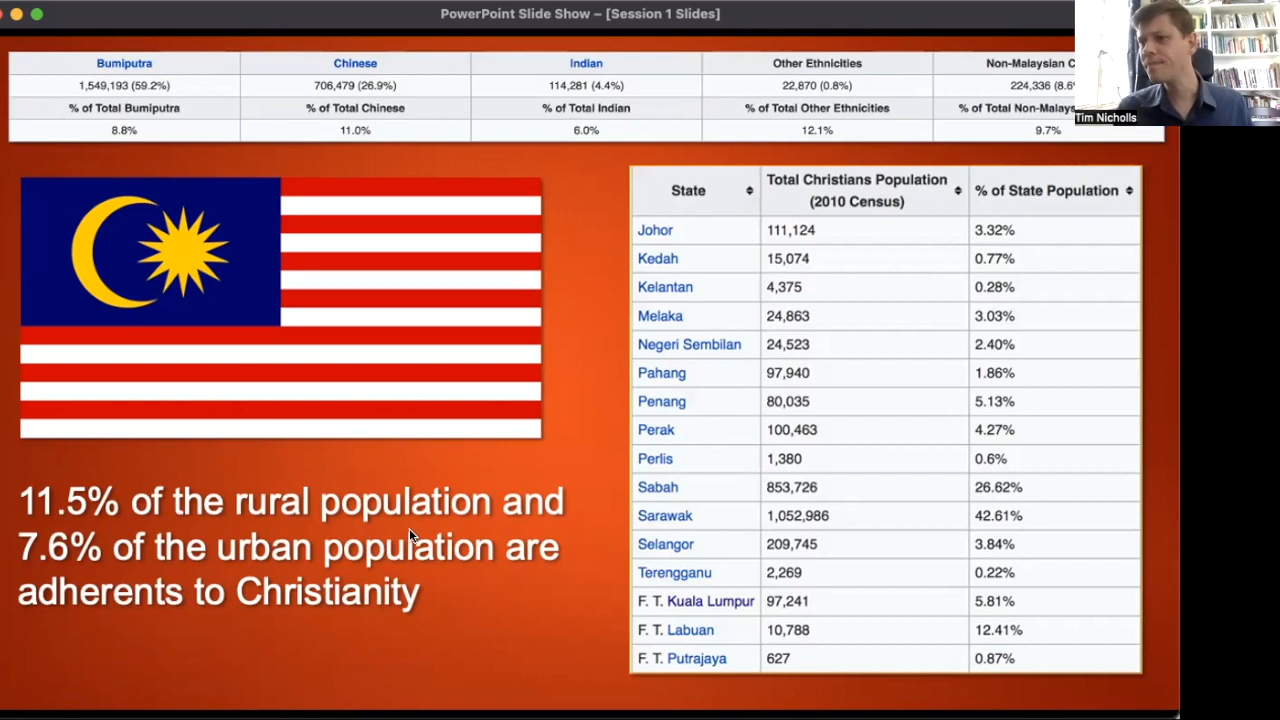 PowerPoint Slide Show – [Session 1 Slides]
Bumiputra Chinese Indian Other Ethnicities Non-Malaysian C
1,549,193 (59.2%) 706,479 (26.9%) 114,281 (4.4%) 22,870 (0.8%) 224,336 (8.6
% of Total Bumiputra % of Total Chinese % of Total Indian % of Total Other Ethnicities % of Total Non-Malays
8.8% 11.0% 6.0% 12.1% 9.7%
Tim Nicholls
State Total Christians Population (2010 Census) % of State Population
Johor 111,124 3.32%
Kedah 15,074 0.77%
Kelantan 4,375 0.28%
Melaka 24,863 3.03%
Negeri Sembilan 24,523 2.40%
Pahang 97,940 1.86%
Penang 80,035 5.13%
Perak 100,463 4.27%
Perlis 1,380 0.6%
Sabah 853,726 26.62%
Sarawak 1,052,986 42.61%
Selangor 209,745 3.84%
Terengganu 2,269 0.22%
F. T. Kuala Lumpur 97,241 5.81%
F. T. Labuan 10,788 12.41%
F. T. Putrajaya 627 0.87%
11.5% of the rural population and
7.6% of the urban population are
adherents to Christianity